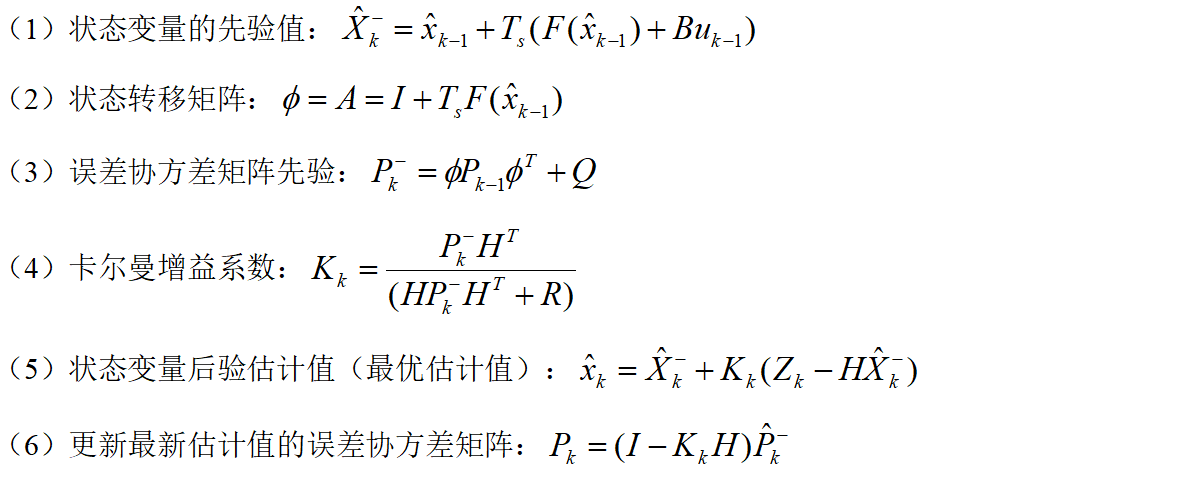 (1)状态变量的先验值: $\hat{X}_k^- = \hat{x}_{k-1} + T_s(F(\hat{x}_{k-1}) + Bu_{k-1})$
(2)状态转移矩阵: $\phi = A = I + T_s F(\hat{x}_{k-1})$
(3)误差协方差矩阵先验: $P_k^- = \phi P_{k-1} \phi^T + Q$
(4)卡尔曼增益系数: $K_k = \frac{P_k^- H^T}{(HP_k^- H^T + R)}$
(5)状态变量后验估计值(最优估计值): $\hat{x}_k = \hat{X}_k^- + K_k(Z_k - H\hat{X}_k^-)$
(6)更新最新估计值的误差协方差矩阵: $P_k = (I - K_k H)\hat{P}_k^-$